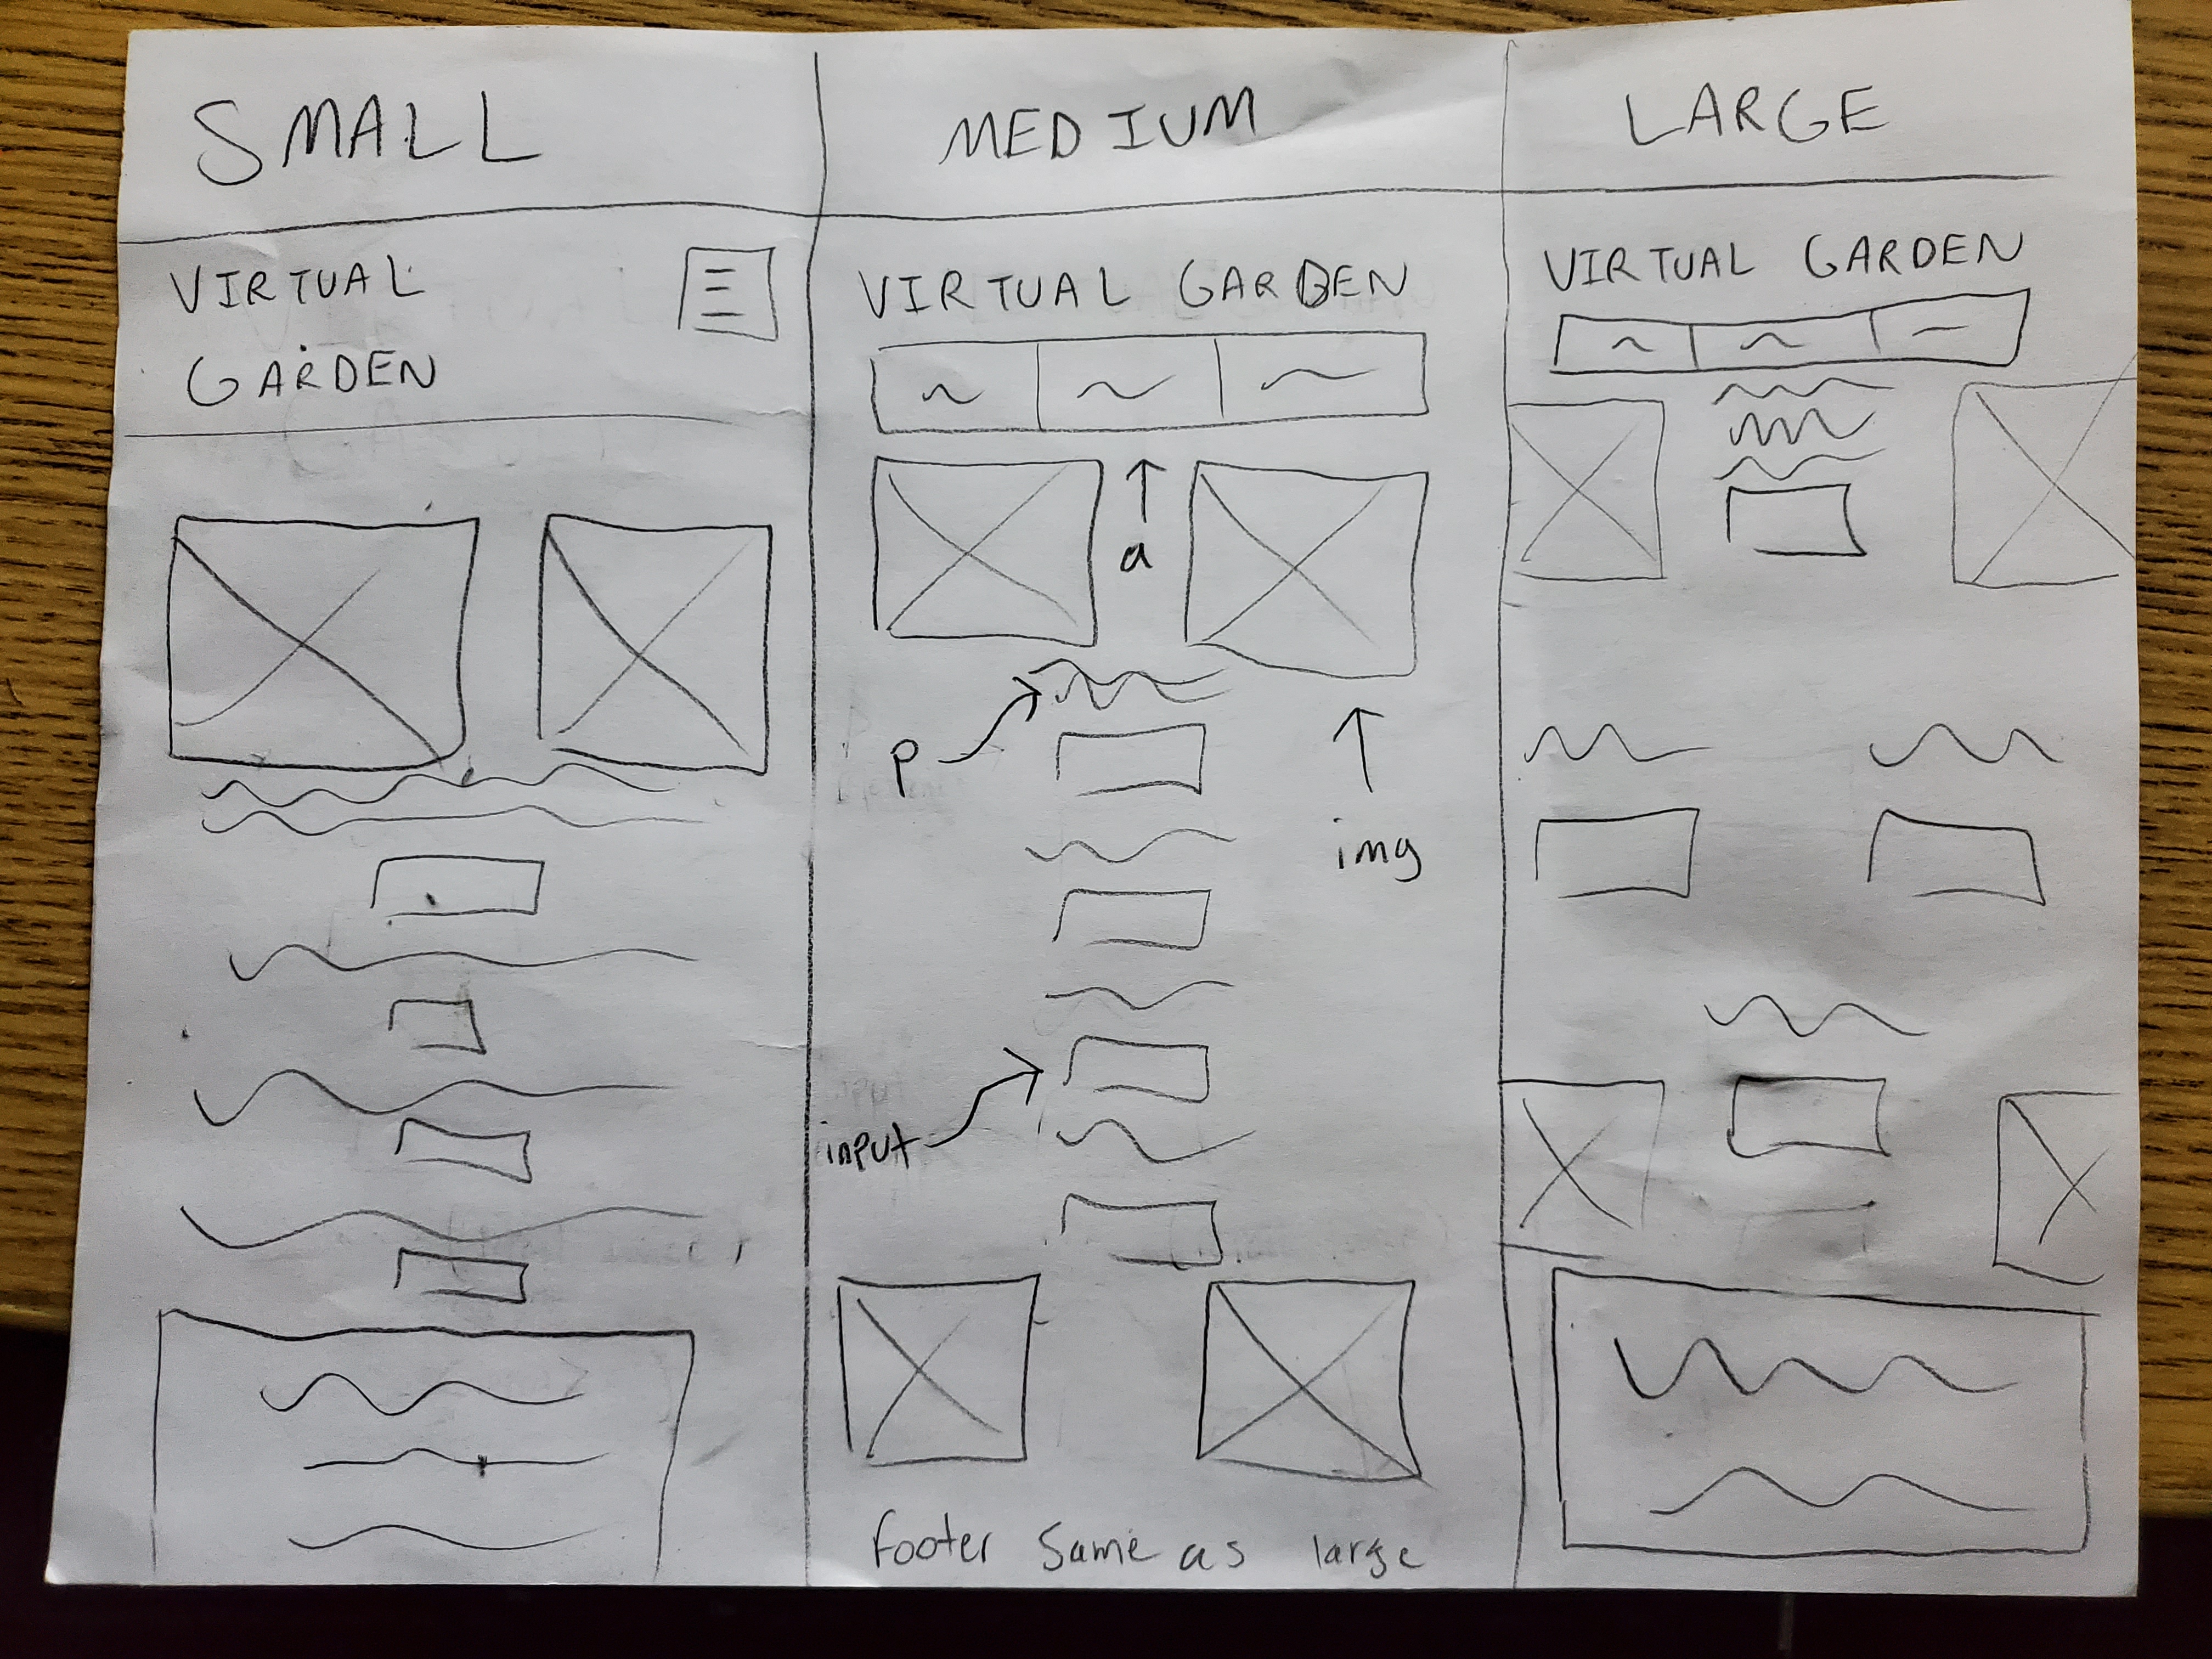 SMALL
VIRTUAL
GARDEN
MEDIUM
VIRTUAL GARDEN
a
p
img
input
footer same as large
LARGE
VIRTUAL GARDEN